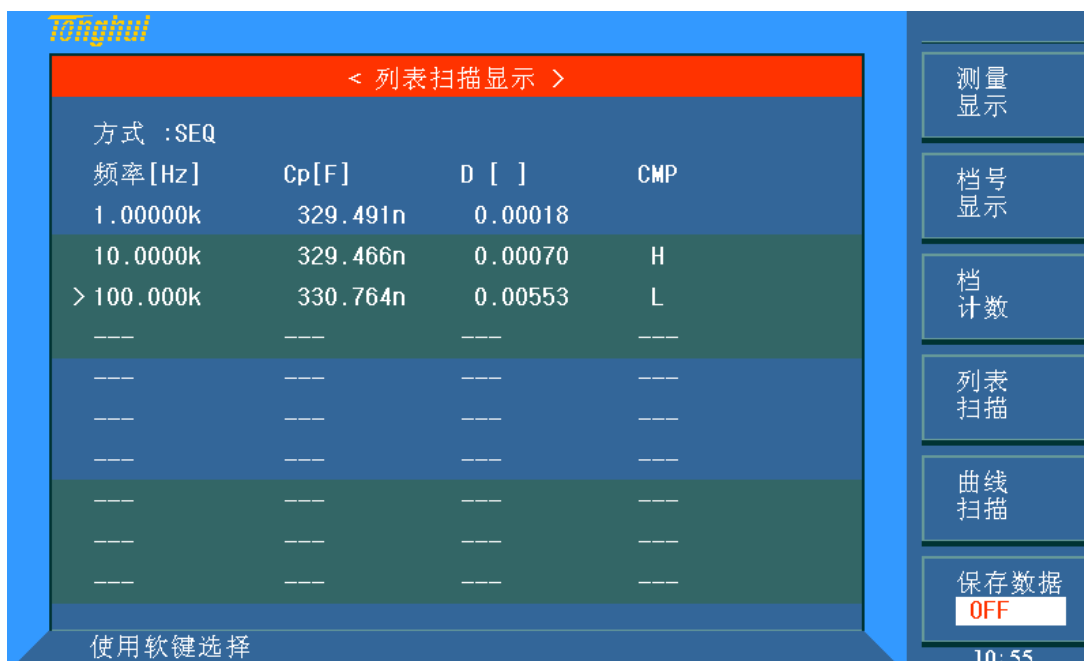 Tonghui
< 列表扫描显示 >
方式 :SEQ
频率[Hz] Cp[F] D [ ] CMP
1.00000k 329.491n 0.00018
10.0000k 329.466n 0.00070 H
>100.000k 330.764n 0.00553 L
--- --- --- ---
--- --- --- ---
--- --- --- ---
--- --- --- ---
--- --- --- ---
--- --- --- ---
--- --- --- ---
使用软键选择
测量
显示
档号
显示
档
计数
列表
扫描
曲线
扫描
保存数据
OFF
10:55